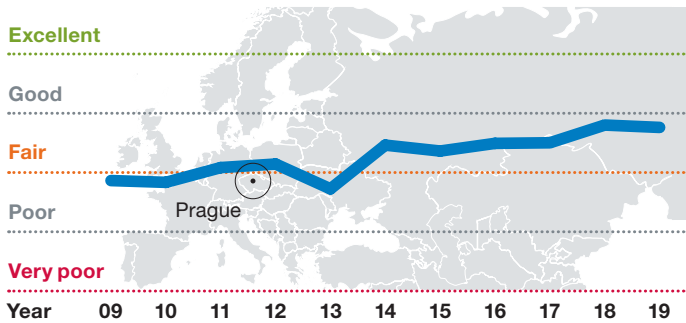 Excellent
Good
Fair
Poor
Prague
Very poor
Year 09 10 11 12 13 14 15 16 17 18 19